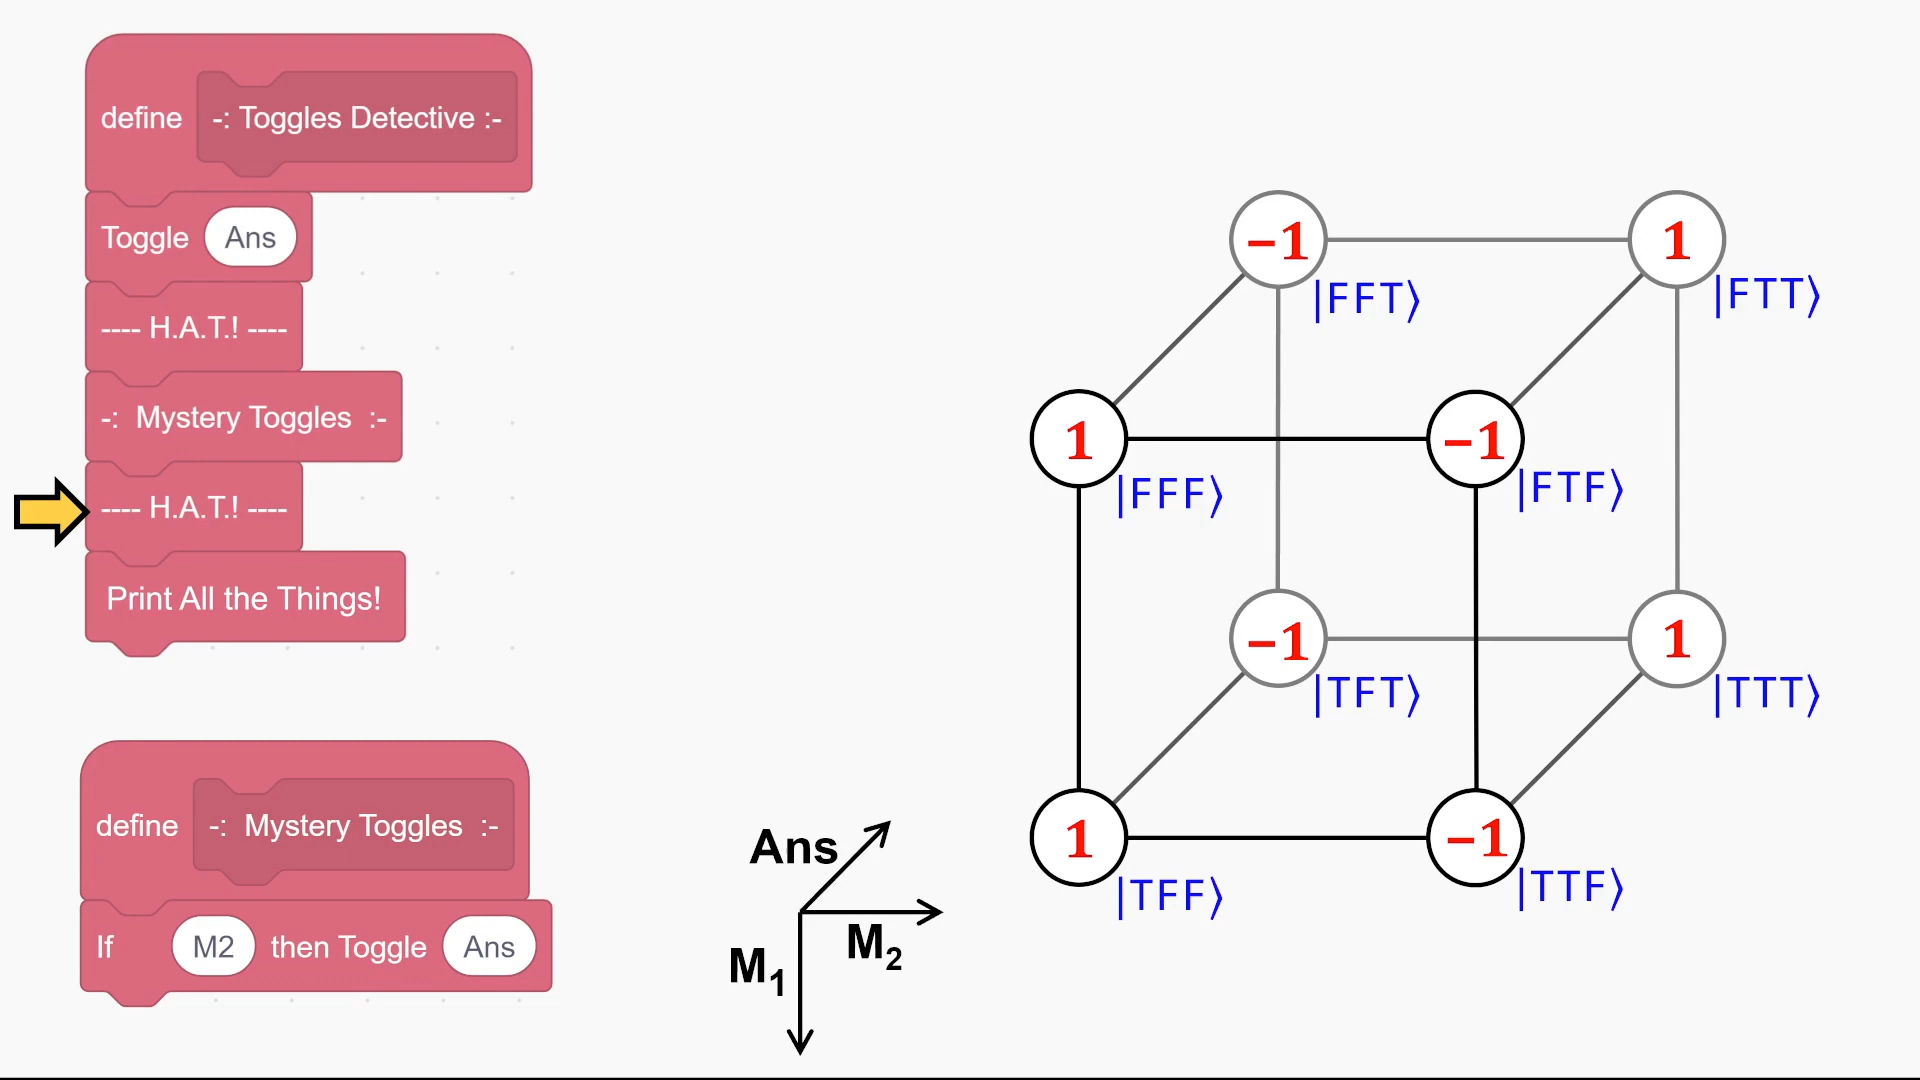 define -: Toggles Detective :-
Toggle Ans
---- H.A.T.! ----
-: Mystery Toggles :-
---- H.A.T.! ----
Print All the Things!
define -: Mystery Toggles :-
If M2 then Toggle Ans
Ans
M₂
M₁
−1
|FFT⟩
1
|FTT⟩
1
|FFF⟩
−1
|FTF⟩
−1
|TFT⟩
1
|TTT⟩
1
|TFF⟩
−1
|TTF⟩